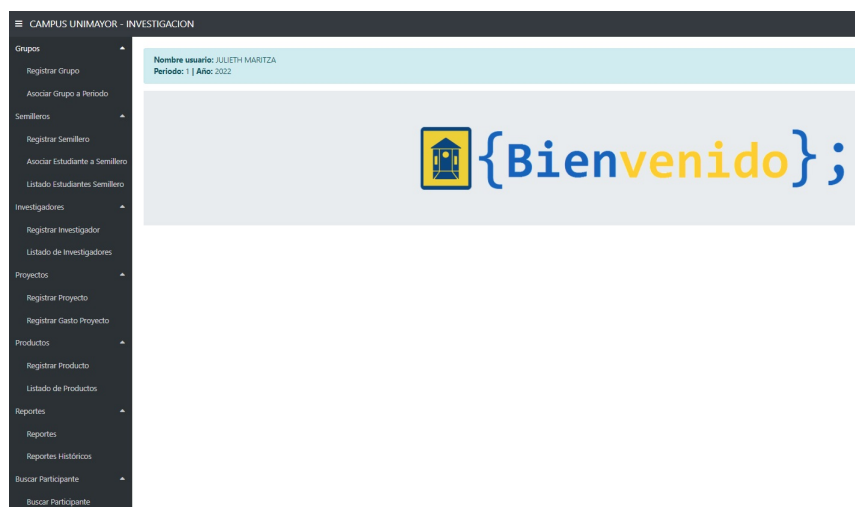 ≡ CAMPUS UNIMAYOR - INVESTIGACION
Grupos
Registrar Grupo
Asociar Grupo a Periodo
Semilleros
Registrar Semillero
Asociar Estudiante a Semillero
Listado Estudiantes Semillero
Investigadores
Registrar Investigador
Listado de Investigadores
Proyectos
Registrar Proyecto
Registrar Gasto Proyecto
Productos
Registrar Producto
Listado de Productos
Reportes
Reportes
Reportes Históricos
Buscar Participante
Buscar Participante
Nombre usuario: JULIETH MARITZA
Periodo: 1 | Año: 2022
{Bienvenido};